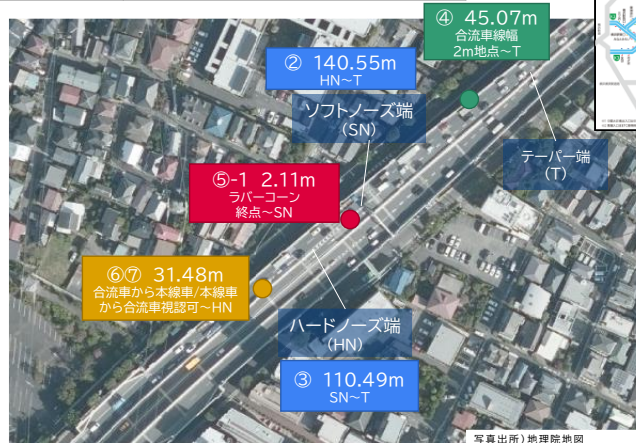 ④ 45.07m
合流車線幅
2m地点~T
② 140.55m
HN~T
ソフトノーズ端
(SN)
テーパー端
(T)
⑤-1 2.11m
ラバーコーン
終点~SN
⑥⑦ 31.48m
合流車から本線車/本線車
から合流車視認可~HN
ハードノーズ端
(HN)
③ 110.49m
SN~T
写真出所)地理院地図